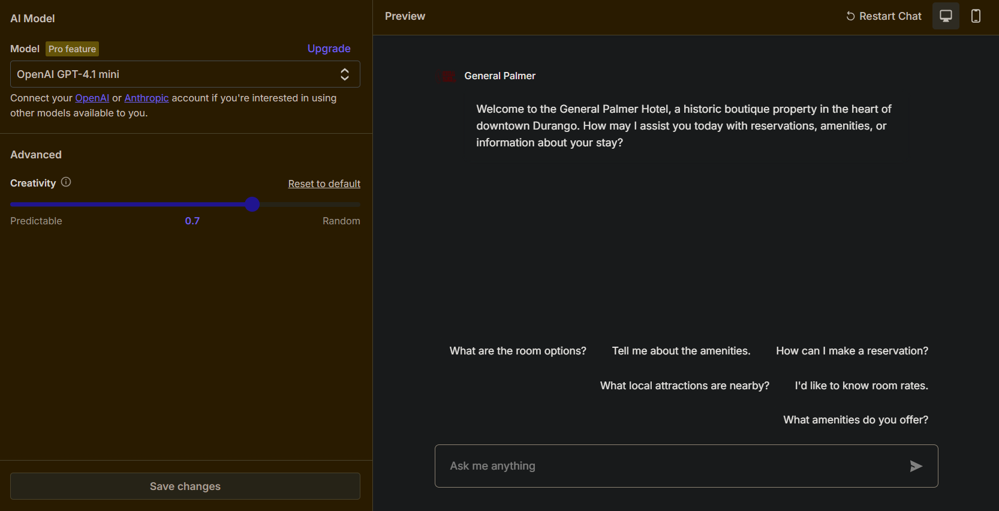 AI Model
Model Pro feature Upgrade
OpenAI GPT-4.1 mini
Connect your OpenAI or Anthropic account if you're interested in using
other models available to you.
Advanced
Creativity Reset to default
Predictable 0.7 Random
Save changes
Preview Restart Chat
General Palmer
Welcome to the General Palmer Hotel, a historic boutique property in the heart of
downtown Durango. How may I assist you today with reservations, amenities, or
information about your stay?
What are the room options? Tell me about the amenities. How can I make a reservation?
What local attractions are nearby? I'd like to know room rates.
What amenities do you offer?
Ask me anything